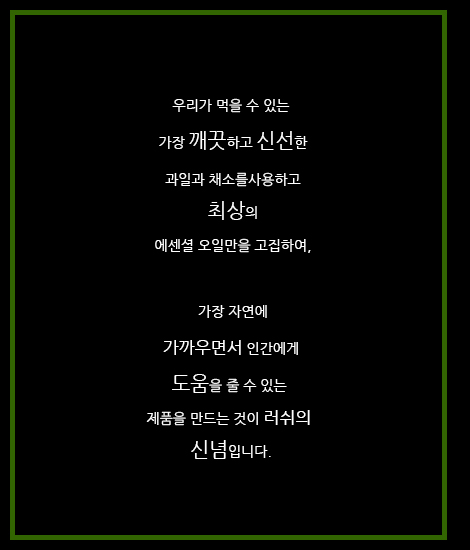 우리가 먹을 수 있는
가장 깨끗하고 신선한
과일과 채소를사용하고
최상의
에센셜 오일만을 고집하여,
가장 자연에
가까우면서 인간에게
도움을 줄 수 있는
제품을 만드는 것이 러쉬의
신념입니다.